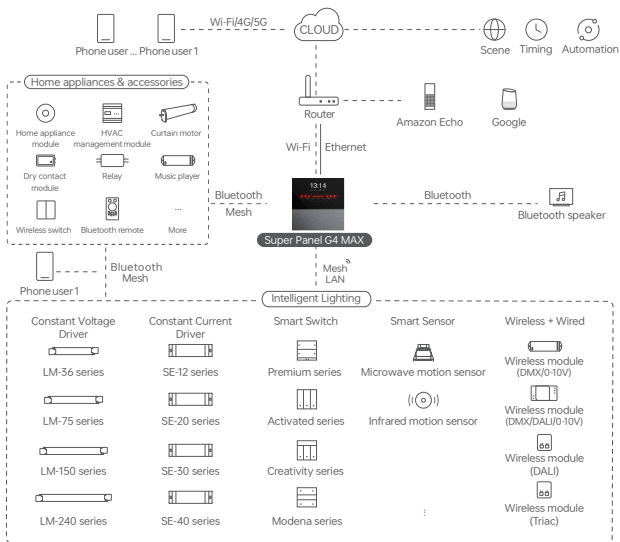 Wi-Fi/4G/5G
CLOUD
Phone user ... Phone user 1
Scene Timing Automation
Home appliances & accessories
Router
Amazon Echo Google
Home appliance
module
HVAC
management module
Curtain motor
Wi-Fi Ethernet
Dry contact
module
Relay
Music player
13:14
Bluetooth
Mesh
Bluetooth
Bluetooth speaker
Wireless switch Bluetooth remote More
...
Super Panel G4 MAX
Phone user 1
Bluetooth
Mesh
Mesh
LAN
Intelligent Lighting
Constant Voltage
Driver
Constant Current
Driver
Smart Switch
Smart Sensor
Wireless + Wired
LM-36 series
SE-12 series
Premium series
Microwave motion sensor
Wireless module
(DMX/0-10V)
LM-75 series
SE-20 series
Activated series
Infrared motion sensor
Wireless module
(DMX/DALI/0-10V)
LM-150 series
SE-30 series
Creativity series
Wireless module
(DALI)
LM-240 series
SE-40 series
Modena series
Wireless module
(Triac)